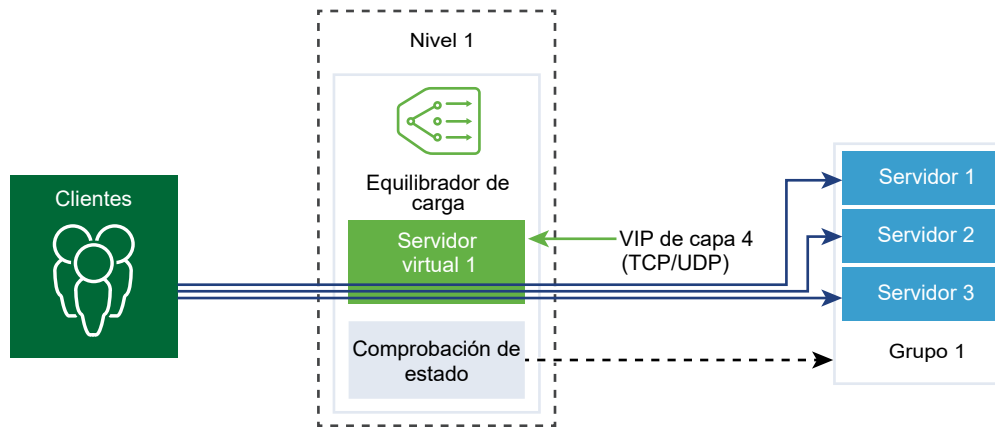 Nivel 1
Clientes
Equilibrador de
carga
Servidor
virtual 1
VIP de capa 4
(TCP/UDP)
Comprobación de
estado
Servidor 1
Servidor 2
Servidor 3
Grupo 1